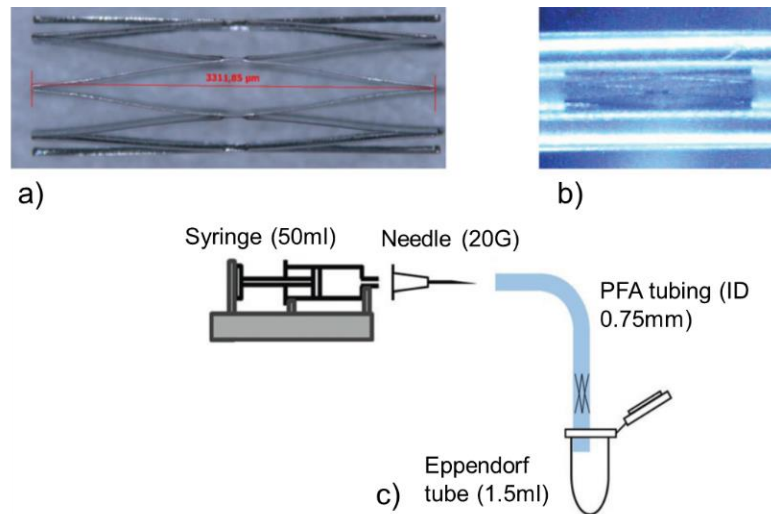 3311,85 µm
a)
b)
Syringe (50ml)
Needle (20G)
PFA tubing (ID
0.75mm)
Eppendorf
tube (1.5ml)
c)